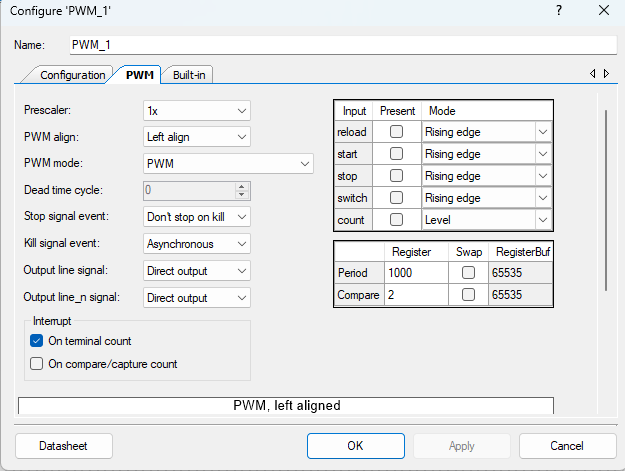 Configure 'PWM_1'
?
Name: PWM_1
Configuration PWM Built-in
Prescaler: 1x
PWM align: Left align
PWM mode: PWM
Dead time cycle: 0
Stop signal event: Don't stop on kill
Kill signal event: Asynchronous
Output line signal: Direct output
Output line_n signal: Direct output
Interrupt
On terminal count
On compare/capture count
Input Present Mode
reload Rising edge
start Rising edge
stop Rising edge
switch Rising edge
count Level
Register Swap RegisterBuf
Period 1000 65535
Compare 2 65535
PWM, left aligned
Datasheet OK Apply Cancel